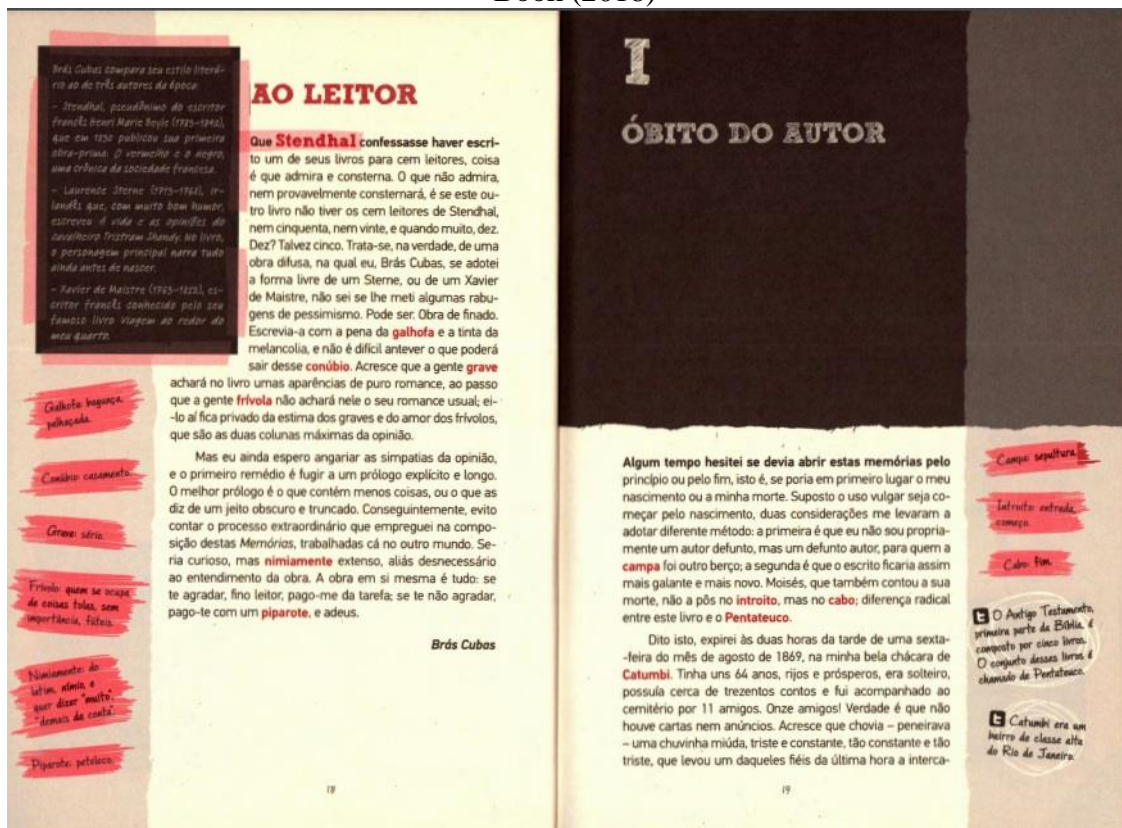 Book (2018)
Brás Cubas compara seu estilo literá-
rio ao de três autores da época:
– Stendhal, pseudônimo do escritor
francês Henri Marie Beyle (1783–1842),
que em 1830 publicou sua primeira
obra-prima: O vermelho e o negro,
uma crônica da sociedade francesa.
– Laurence Sterne (1713–1768), ir-
landês que, com muito bom humor,
escreveu A vida e as opiniões do
cavalheiro Tristram Shandy. No livro,
o personagem principal narra tudo
ainda antes de nascer.
– Xavier de Maistre (1763–1852), es-
critor francês conhecido pelo seu
famoso livro Viagem ao redor do
meu quarto.
Galhofa: bagunça,
palhaçada.
Conúbio: casamento.
Grave: sério.
Frívolo: quem se ocupa
de coisas tolas, sem
importância, fúteis.
Nimiamente: do
latim, nimio, e
quer dizer "muito",
"demais da conta".
Piparote: peteleco.
AO LEITOR
Que Stendhal confessasse haver escri-
to um de seus livros para cem leitores, coisa
é que admira e consterna. O que não admira,
nem provavelmente consternará, é se este ou-
tro livro não tiver os cem leitores de Stendhal,
nem cinquenta, nem vinte, e quando muito, dez.
Dez? Talvez cinco. Trata-se, na verdade, de uma
obra difusa, na qual eu, Brás Cubas, se adotei
a forma livre de um Sterne, ou de um Xavier
de Maistre, não sei se lhe meti algumas rabu-
gens de pessimismo. Pode ser. Obra de finado.
Escrevia-a com a pena da galhofa e a tinta da
melancolia, e não é difícil antever o que poderá
sair desse conúbio. Acresce que a gente grave
achará no livro umas aparências de puro romance, ao passo
que a gente frívola não achará nele o seu romance usual; ei-
-lo aí fica privado da estima dos graves e do amor dos frívolos,
que são as duas colunas máximas da opinião.
Mas eu ainda espero angariar as simpatias da opinião,
e o primeiro remédio é fugir a um prólogo explícito e longo.
O melhor prólogo é o que contém menos coisas, ou o que as
diz de um jeito obscuro e truncado. Conseguintemente, evito
contar o processo extraordinário que empreguei na compo-
sição destas Memórias, trabalhadas cá no outro mundo. Se-
ria curioso, mas nimiamente extenso, aliás desnecessário
ao entendimento da obra. A obra em si mesma é tudo: se
te agradar, fino leitor, pago-me da tarefa; se te não agradar,
pago-te com um piparote, e adeus.
Brás Cubas
18
I
ÓBITO DO AUTOR
Algum tempo hesitei se devia abrir estas memórias pelo
princípio ou pelo fim, isto é, se poria em primeiro lugar o meu
nascimento ou a minha morte. Suposto o uso vulgar seja co-
meçar pelo nascimento, duas considerações me levaram a
adotar diferente método: a primeira é que eu não sou propria-
mente um autor defunto, mas um defunto autor, para quem a
campa foi outro berço; a segunda é que o escrito ficaria assim
mais galante e mais novo. Moisés, que também contou a sua
morte, não a pôs no introito, mas no cabo; diferença radical
entre este livro e o Pentateuco.
Dito isto, expirei às duas horas da tarde de uma sexta-
-feira do mês de agosto de 1869, na minha bela chácara de
Catumbi. Tinha uns 64 anos, rijos e prósperos, era solteiro,
possuía cerca de trezentos contos e fui acompanhado ao
cemitério por 11 amigos. Onze amigos! Verdade é que não
houve cartas nem anúncios. Acresce que chovia – peneirava
– uma chuvinha miúda, triste e constante, tão constante e tão
triste, que levou um daqueles fiéis da última hora a interca-
19
Campa: sepultura.
Introito: entrada,
começo.
Cabo: fim.
O Antigo Testamento,
primeira parte da Bíblia, é
composto por cinco livros.
O conjunto desses livros é
chamado de Pentateuco.
Catumbi era um
bairro de classe alta
do Rio de Janeiro.